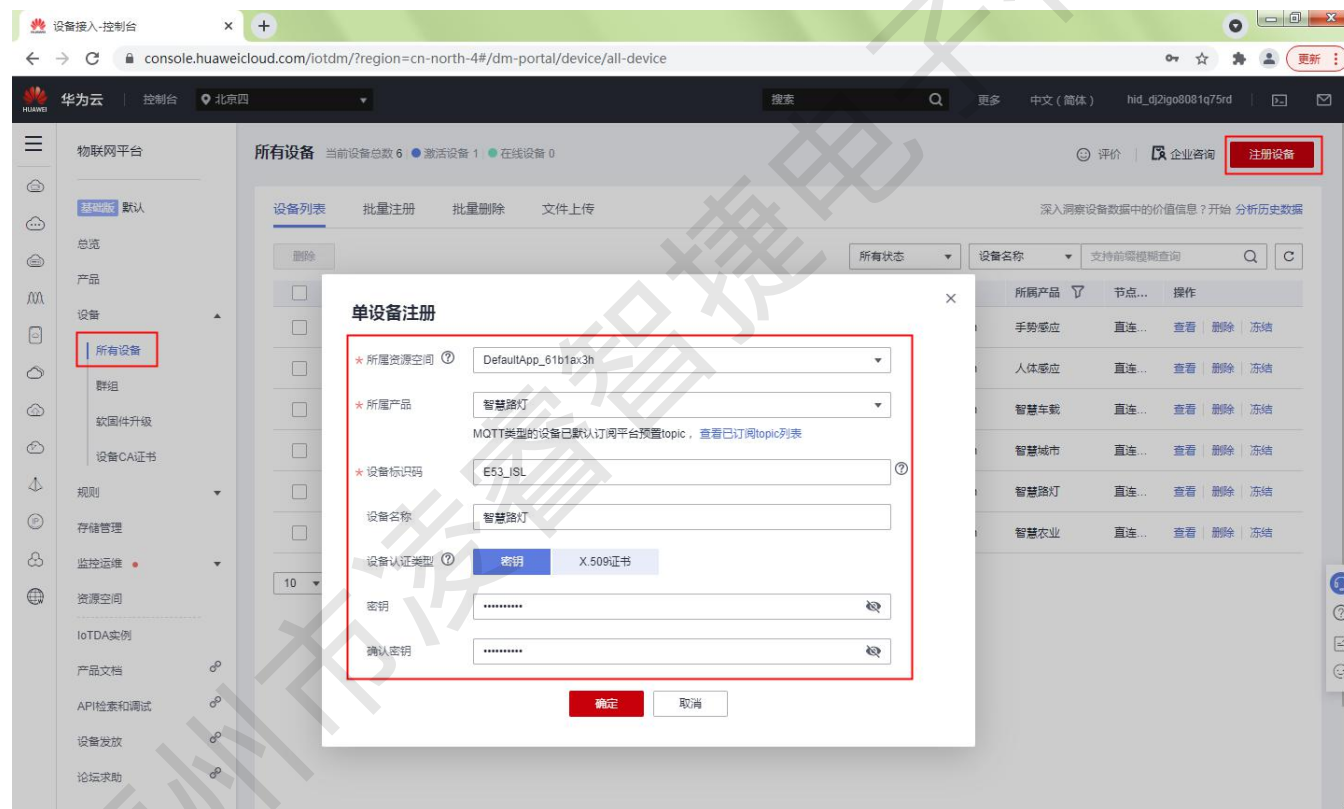 设备接入-控制台
console.huaweicloud.com/iotdm/?region=cn-north-4#/dm-portal/device/all-device
更新
HUAWEI
华为云
控制台
北京四
搜索
更多
中文（简体）
hid_dj2igo8081q75rd
物联网平台
基础版 默认
总览
产品
设备
所有设备
群组
软固件升级
设备CA证书
规则
存储管理
监控运维
资源空间
IoTDA实例
产品文档
API检索和调试
设备发放
论坛求助
所有设备 当前设备总数 6 激活设备 1 在线设备 0
评价
企业咨询
注册设备
设备列表 批量注册 批量删除 文件上传
深入洞察设备数据中的价值信息？开始 分析历史数据
删除
所有状态
设备名称
支持前缀模糊查询
所属产品 节点... 操作
手势感应 直连... 查看 删除 冻结
人体感应 直连... 查看 删除 冻结
智慧车载 直连... 查看 删除 冻结
智慧城市 直连... 查看 删除 冻结
智慧路灯 直连... 查看 删除 冻结
智慧农业 直连... 查看 删除 冻结
10
单设备注册
* 所属资源空间 DefaultApp_61b1ax3h
* 所属产品 智慧路灯
MQTT类型的设备已默认订阅平台预置topic，查看已订阅topic列表
* 设备标识码 E53_ISL
设备名称 智慧路灯
设备认证类型 密钥 X.509证书
密钥 ••••••••••
确认密钥 ••••••••••
确定 取消
州市凌睿智捷电子